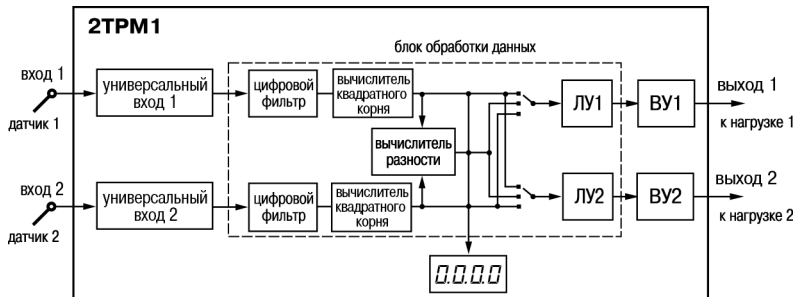 2ТРМ1
блок обработки данных
вход 1
датчик 1
универсальный
вход 1
цифровой
фильтр
вычислитель
квадратного
корня
ЛУ1
ВУ1
выход 1
к нагрузке 1
вычислитель
разности
вход 2
датчик 2
универсальный
вход 2
цифровой
фильтр
вычислитель
квадратного
корня
ЛУ2
ВУ2
выход 2
к нагрузке 2
0.0.0.0